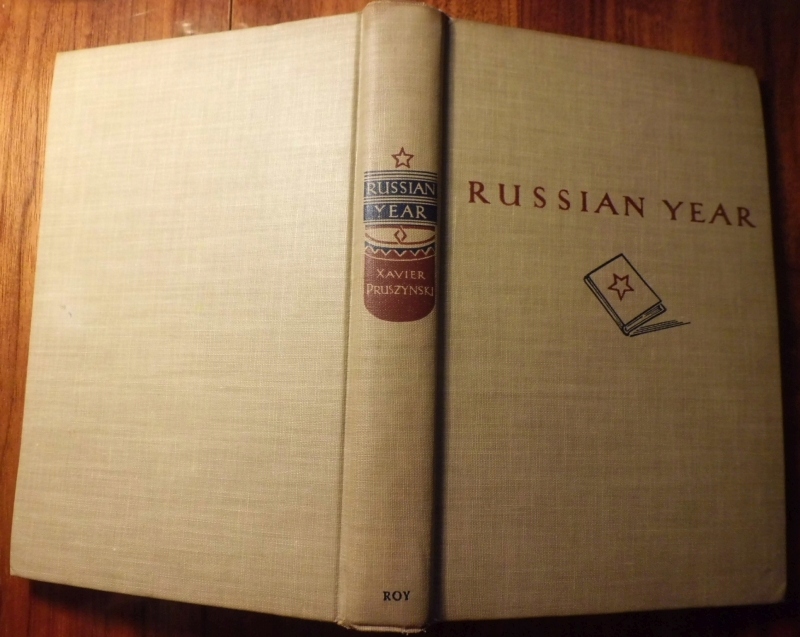 RUSSIAN
YEAR
XAVIER
PRUSZYNSKI
ROY
RUSSIAN YEAR